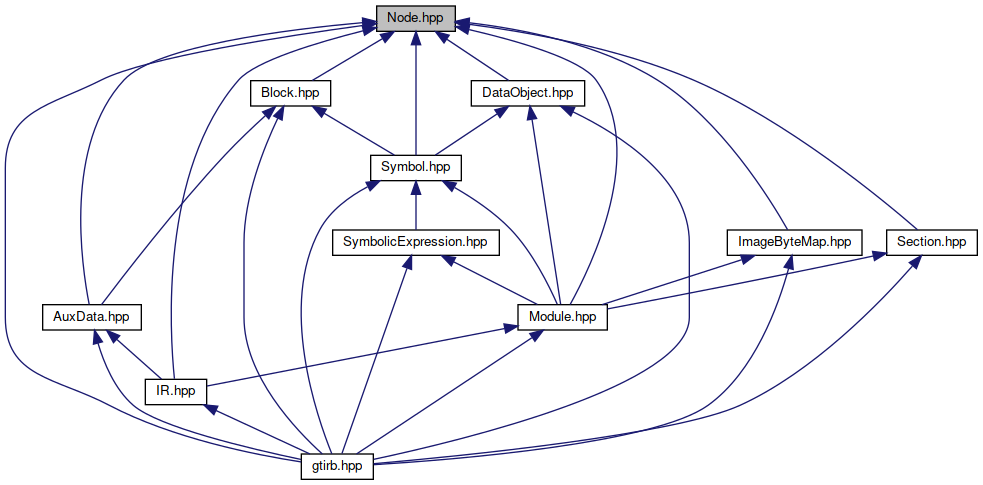 Node.hpp
Block.hpp
DataObject.hpp
Symbol.hpp
SymbolicExpression.hpp
ImageByteMap.hpp
Section.hpp
AuxData.hpp
Module.hpp
IR.hpp
gtirb.hpp